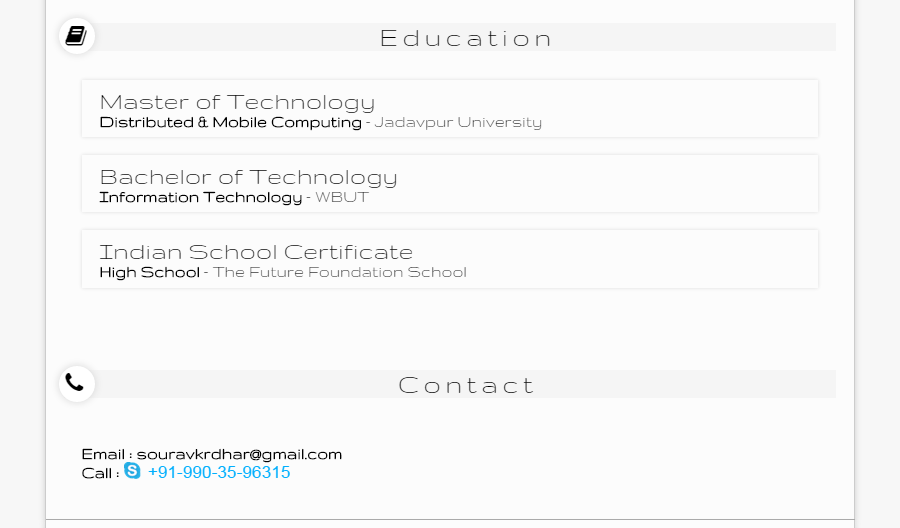 Education
Master of Technology
Distributed & Mobile Computing - Jadavpur University
Bachelor of Technology
Information Technology - WBUT
Indian School Certificate
High School - The Future Foundation School
Contact
Email : souravkrdhar@gmail.com
Call : +91-990-35-96315